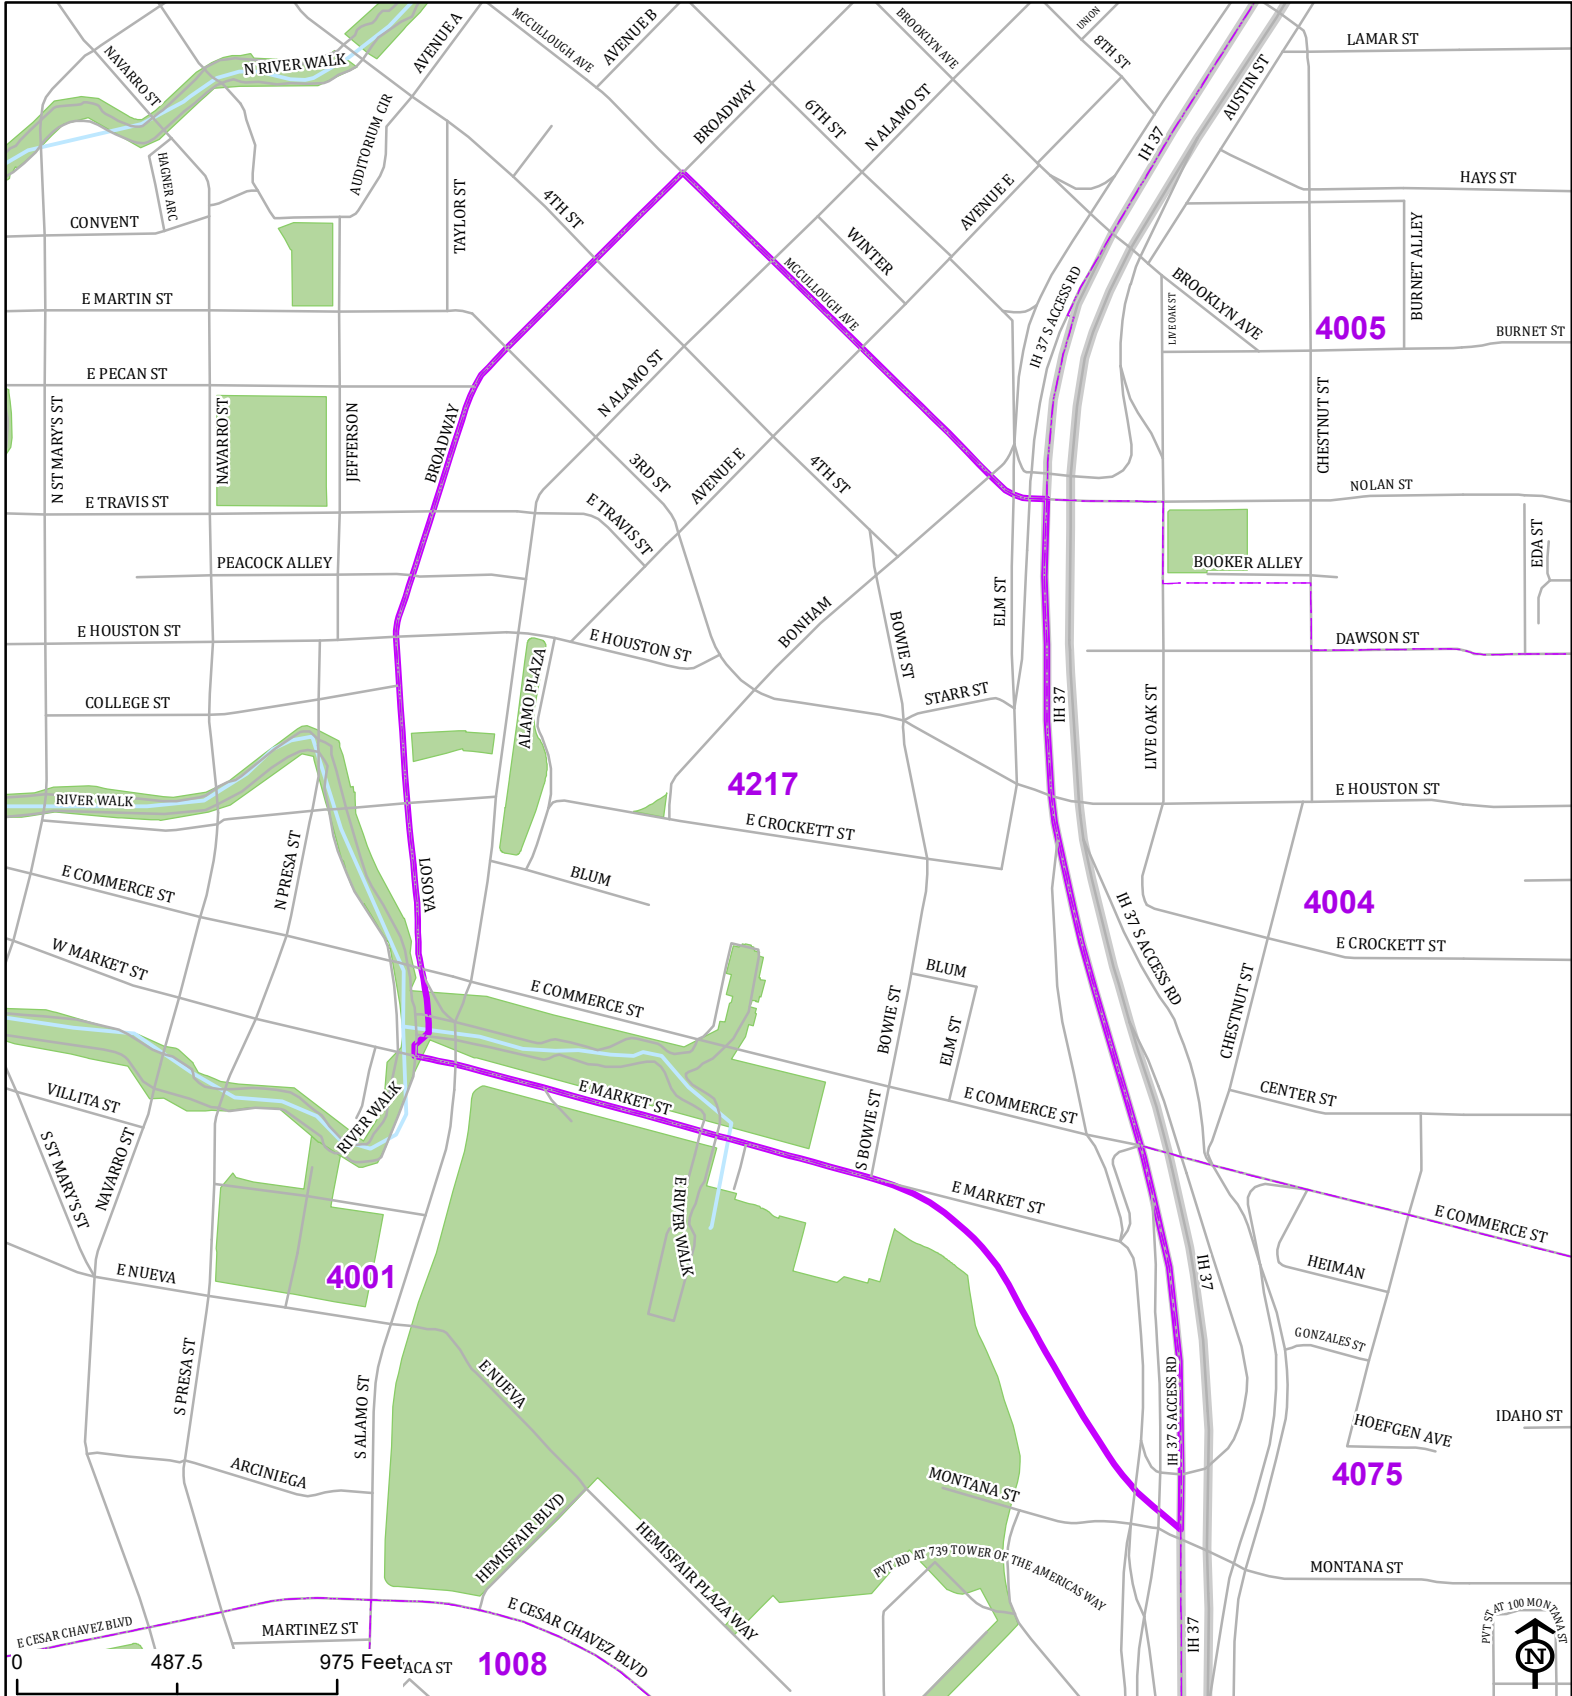 AVENUE A
MCCULLOUGH AVE
AVENUE B
BROOKLYN AVE
UNION
8TH ST
LAMAR ST
NAVARRO ST
N RIVER WALK
AUSTIN ST
BROADWAY
6TH ST
N ALAMO ST
IH 37
HAGNER ARC
AUDITORIUM CIR
TAYLOR ST
4TH ST
AVENUE E
HAYS ST
CONVENT
WINTER
BURNET ALLEY
MCCULLOUGH AVE
IH 37 S ACCESS RD
LIVE OAK ST
BROOKLYN AVE
E MARTIN ST
4005
BURNET ST
E PECAN ST
N ALAMO ST
CHESTNUT ST
N ST MARY'S ST
NAVARRO ST
JEFFERSON
BROADWAY
3RD ST
AVENUE E
4TH ST
NOLAN ST
E TRAVIS ST
E TRAVIS ST
EDA ST
PEACOCK ALLEY
BOOKER ALLEY
ELM ST
BONHAM
BOWIE ST
E HOUSTON ST
E HOUSTON ST
DAWSON ST
ALAMO PLAZA
STARR ST
IH 37
LIVE OAK ST
COLLEGE ST
4217
RIVER WALK
E HOUSTON ST
E CROCKETT ST
N PRESA ST
LOSOYA
E COMMERCE ST
BLUM
4004
IH 37 S ACCESS RD
E CROCKETT ST
W MARKET ST
BLUM
E COMMERCE ST
BOWIE ST
ELM ST
CHESTNUT ST
VILLITA ST
RIVER WALK
E MARKET ST
E COMMERCE ST
CENTER ST
S ST MARY'S ST
NAVARRO ST
S BOWIE ST
E RIVER WALK
E MARKET ST
E COMMERCE ST
E NUEVA
4001
IH 37
HEIMAN
S PRESA ST
E NUEVA
GONZALES ST
S ALAMO ST
IH 37 S ACCESS RD
HOEFGEN AVE
IDAHO ST
ARCINIEGA
MONTANA ST
4075
HEMISFAIR BLVD
HEMISFAIR PLAZA WAY
PVT RD AT 739 TOWER OF THE AMERICAS WAY
MONTANA ST
E CESAR CHAVEZ BLVD
MARTINEZ ST
E CESAR CHAVEZ BLVD
IH 37
PVT ST AT 100 MONTANA ST
0 487.5 975 Feet
ACA ST
1008
N